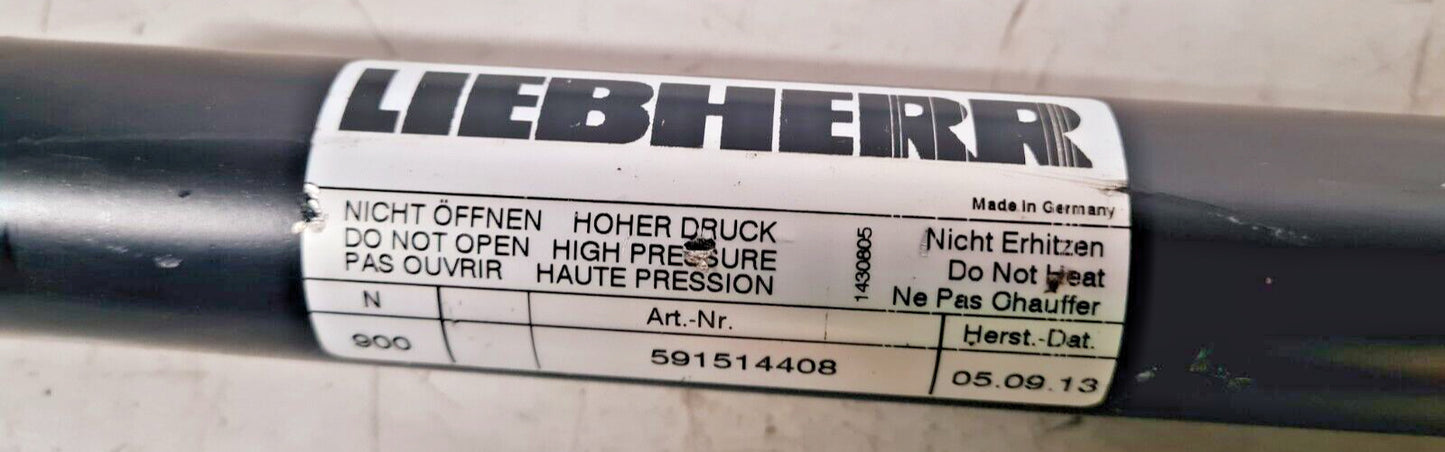 LIEBHERR
Made in Germany
NICHT ÖFFNEN HOHER DRUCK
DO NOT OPEN HIGH PRESSURE
PAS OUVRIR HAUTE PRESSION
1430805
Nicht Erhitzen
Do Not Heat
Ne Pas Chauffer
N Art.-Nr. Herst.-Dat.
900 591514408 05.09.13